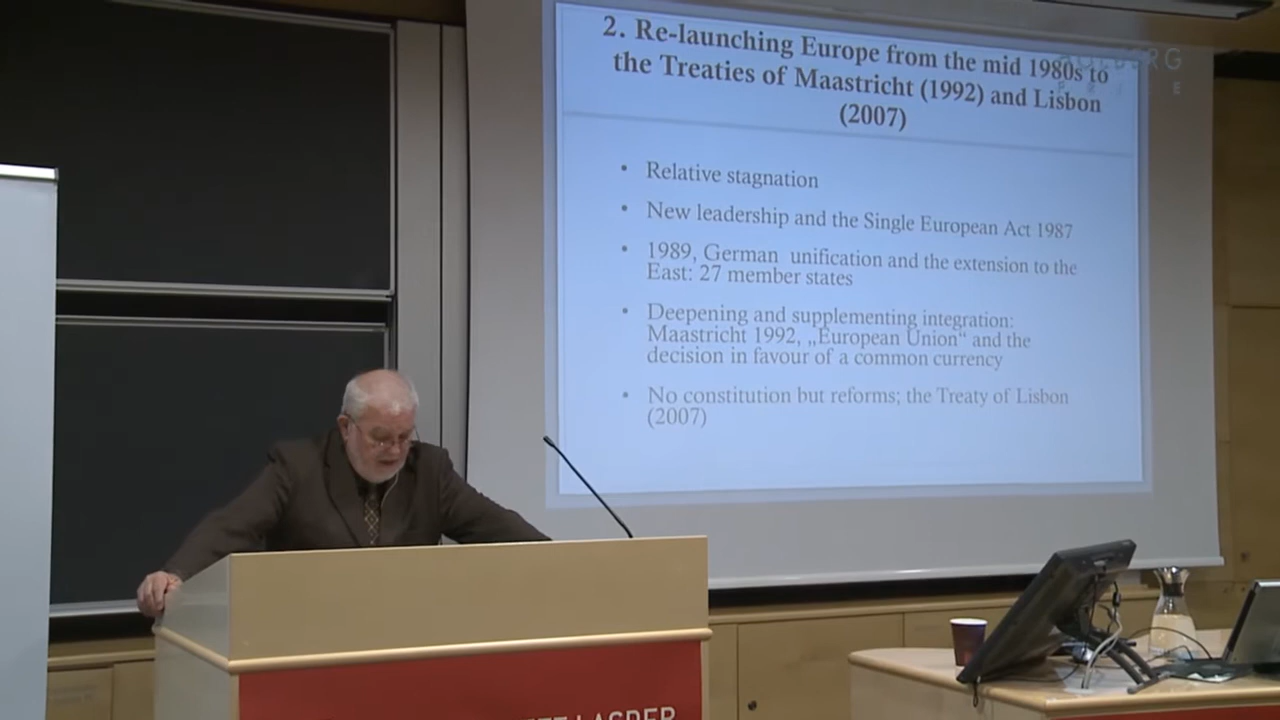 2. Re-launching Europe from the mid 1980s to
the Treaties of Maastricht (1992) and Lisbon
(2007)
• Relative stagnation
• New leadership and the Single European Act 1987
• 1989, German unification and the extension to the
East: 27 member states
• Deepening and supplementing integration:
Maastricht 1992, „European Union“ and the
decision in favour of a common currency
• No constitution but reforms; the Treaty of Lisbon
(2007)